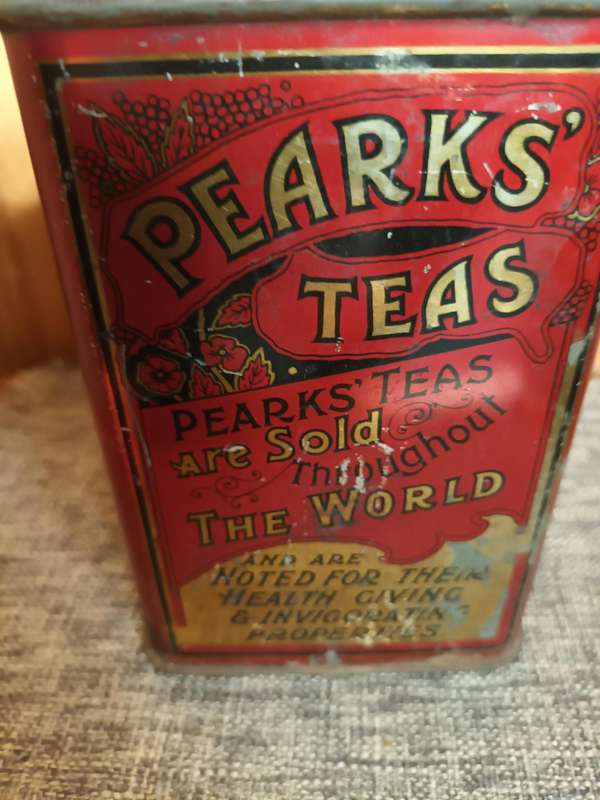 PEARKS'
TEAS
PEARKS' TEAS
are Sold
Throughout
THE WORLD
AND ARE
NOTED FOR THEIR
HEALTH GIVING
& INVIGORATING
PROPERTIES